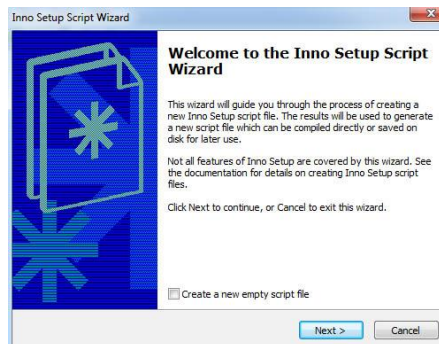 Inno Setup Script Wizard
Welcome to the Inno Setup Script
Wizard
This wizard will guide you through the process of creating a
new Inno Setup script file. The results will be used to generate
a new script file which can be compiled directly or saved on
disk for later use.
Not all features of Inno Setup are covered by this wizard. See
the documentation for details on creating Inno Setup script
files.
Click Next to continue, or Cancel to exit this wizard.
Create a new empty script file
Next >
Cancel